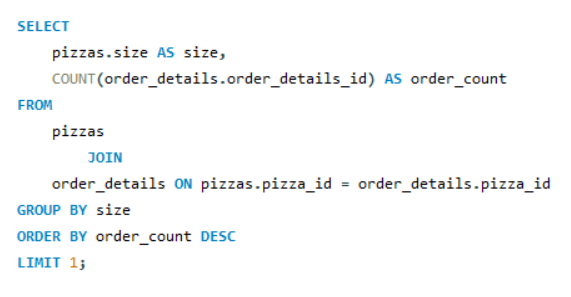 SELECT
    pizzas.size AS size,
    COUNT(order_details.order_details_id) AS order_count
FROM
    pizzas
        JOIN
    order_details ON pizzas.pizza_id = order_details.pizza_id
GROUP BY size
ORDER BY order_count DESC
LIMIT 1;